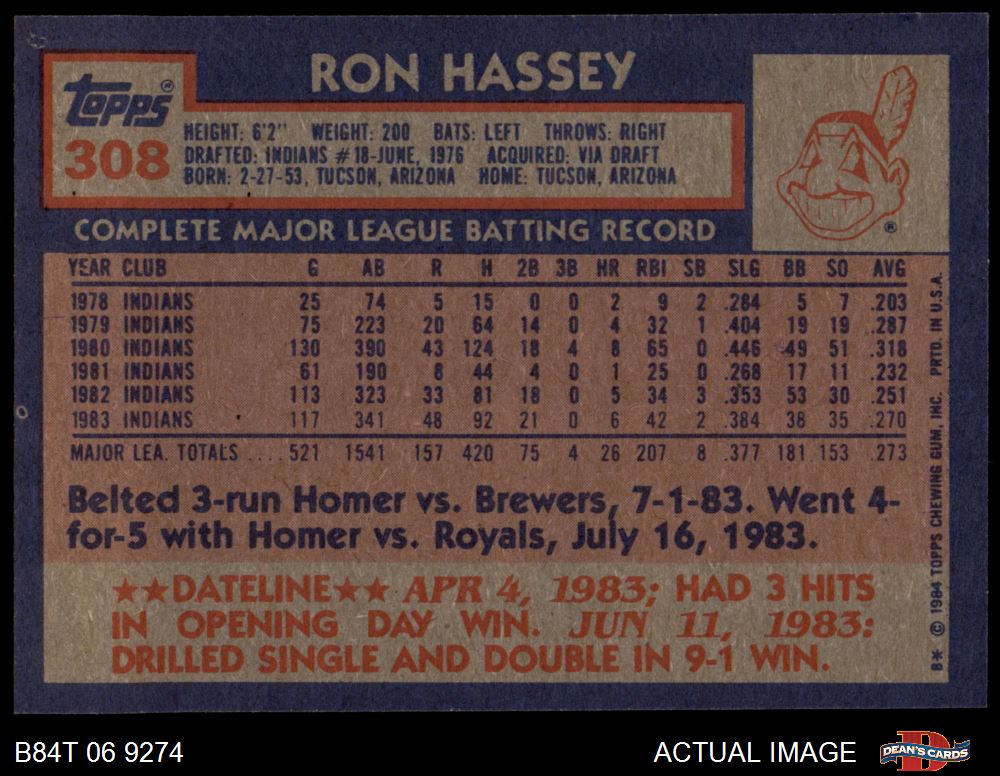 RON HASSEY
Topps®
308
HEIGHT: 6'2" WEIGHT: 200 BATS: LEFT THROWS: RIGHT
DRAFTED: INDIANS #18-JUNE, 1976 ACQUIRED: VIA DRAFT
BORN: 2-27-53, TUCSON, ARIZONA HOME: TUCSON, ARIZONA
®
COMPLETE MAJOR LEAGUE BATTING RECORD
YEAR CLUB G AB R H 2B 3B HR RBI SB SLG BB SO AVG
1978 INDIANS 25 74 5 15 0 0 2 9 2 .284 5 7 .203
1979 INDIANS 75 223 20 64 14 0 4 32 1 .404 19 19 .287
1980 INDIANS 130 390 43 124 18 4 8 65 0 .446 49 51 .318
1981 INDIANS 61 190 8 44 4 0 1 25 0 .268 17 11 .232
1982 INDIANS 113 323 33 81 18 0 5 34 3 .353 53 30 .251
1983 INDIANS 117 341 48 92 21 0 6 42 2 .384 38 35 .270
MAJOR LEA. TOTALS .... 521 1541 157 420 75 4 26 207 8 .377 181 153 .273
Belted 3-run Homer vs. Brewers, 7-1-83. Went 4-
for-5 with Homer vs. Royals, July 16, 1983.
★★DATELINE★★ APR 4, 1983; HAD 3 HITS
IN OPENING DAY WIN. JUN 11, 1983:
DRILLED SINGLE AND DOUBLE IN 9-1 WIN.
B* © 1984 TOPPS CHEWING GUM, INC. PRTD. IN U.S.A.
B84T 06 9274
ACTUAL IMAGE
D
DEAN'S CARDS